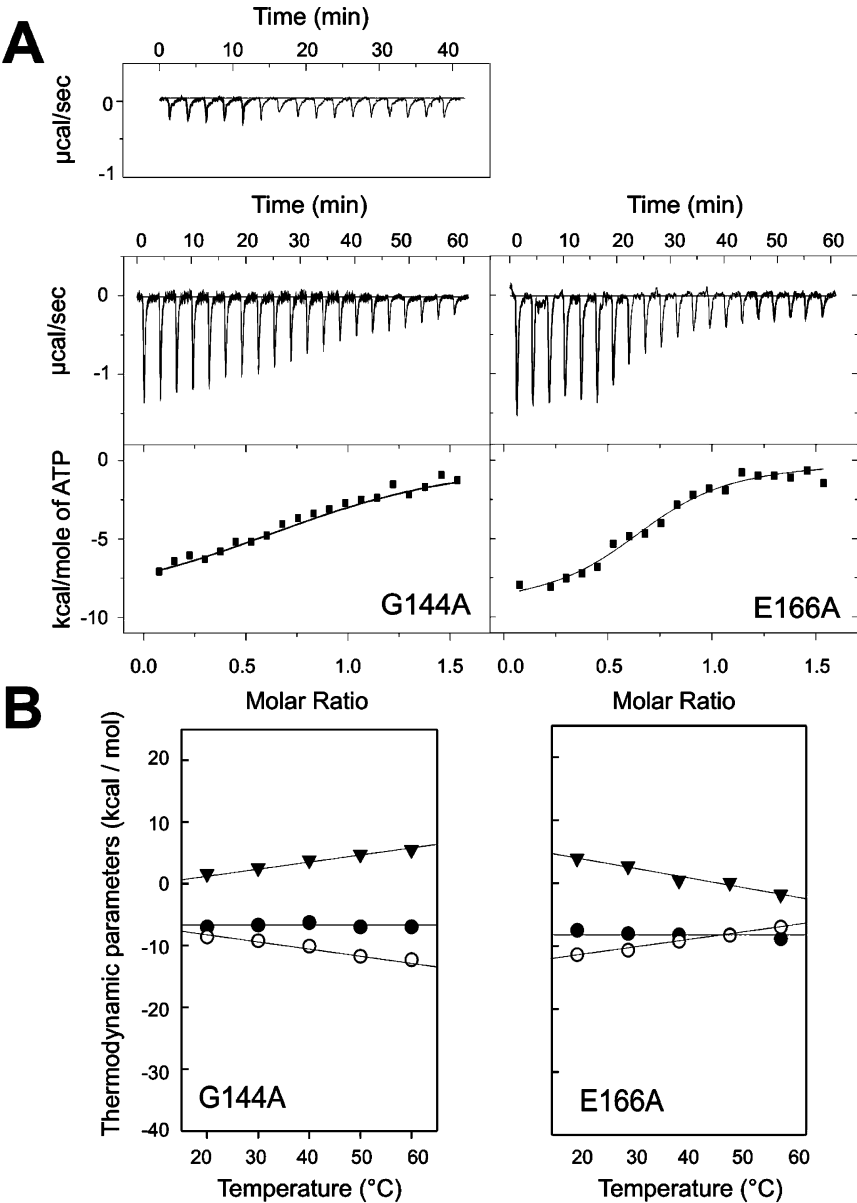 A
Time (min)
0 10 20 30 40
µcal/sec
0
-1
Time (min) Time (min)
0 10 20 30 40 50 60 0 10 20 30 40 50 60
µcal/sec
0
-1
kcal/mole of ATP
0
-5
-10
G144A E166A
0.0 0.5 1.0 1.5 0.0 0.5 1.0 1.5
Molar Ratio Molar Ratio
B
Thermodynamic parameters (kcal / mol)
20
10
0
-10
-20
-30
-40
G144A E166A
20 30 40 50 60 20 30 40 50 60
Temperature (°C) Temperature (°C)